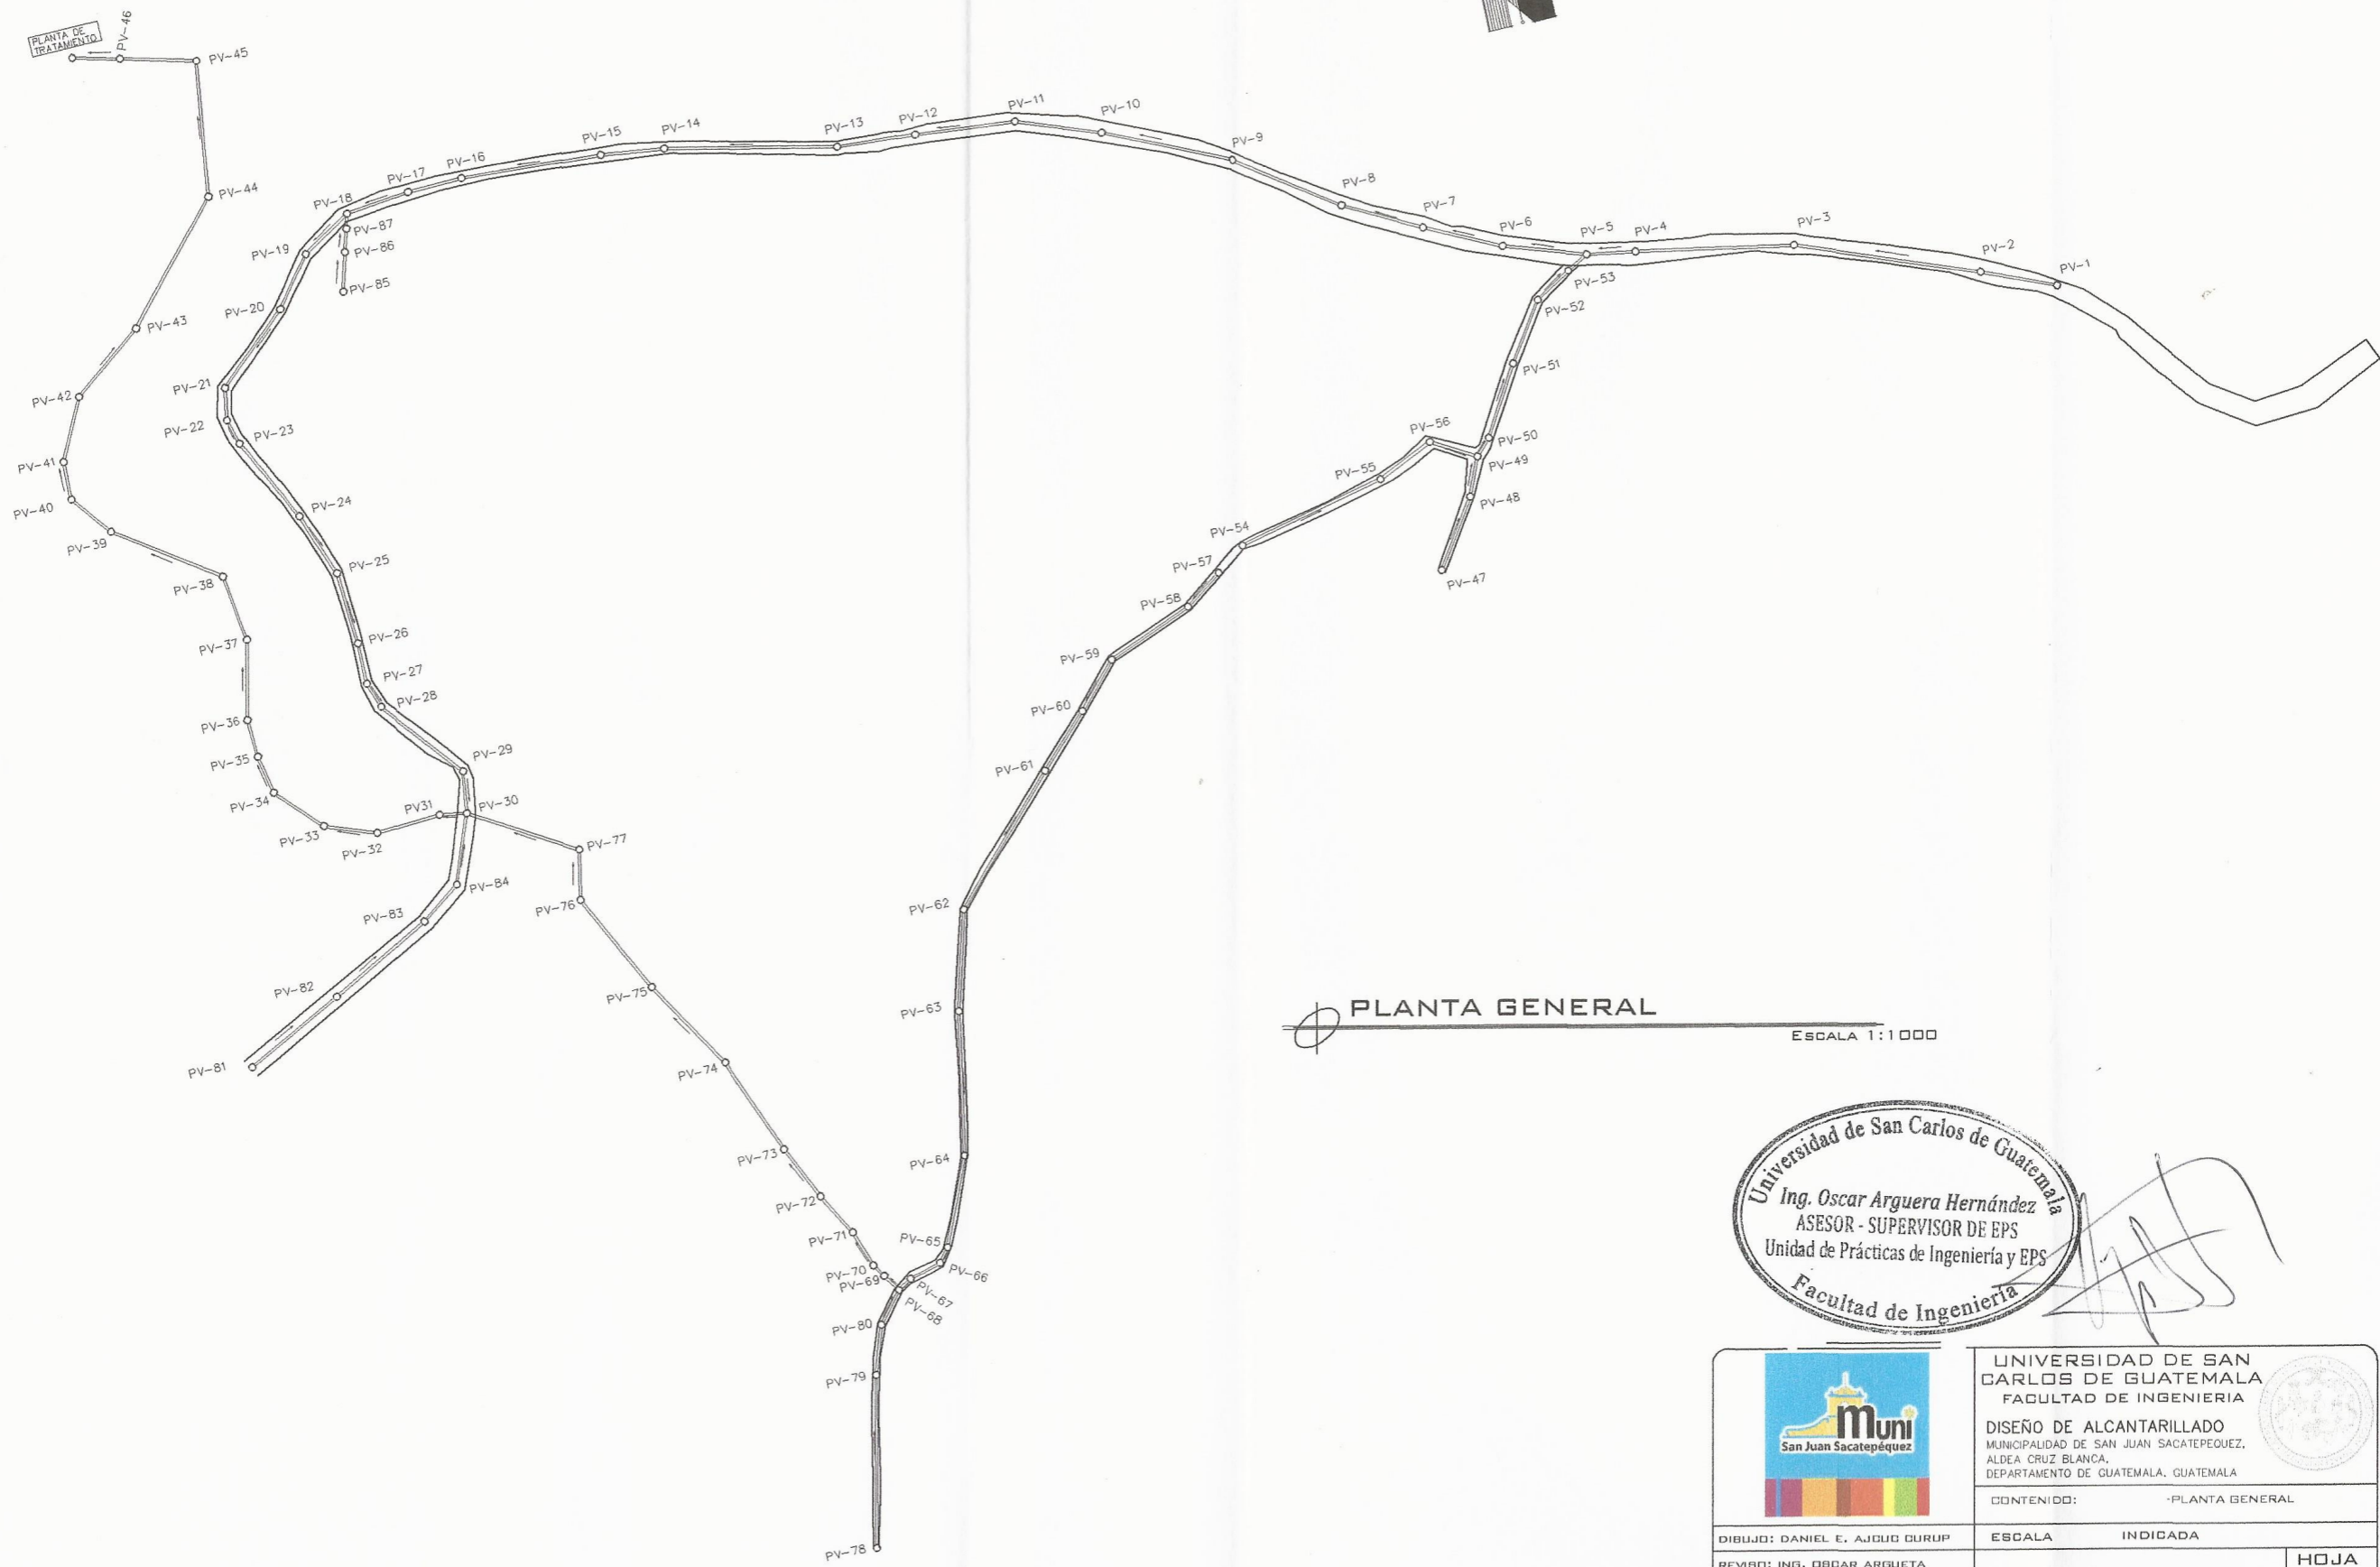 PLANTA DE
TRATAMIENTO
PV-46
PV-45
PV-44
PV-43
PV-42
PV-41
PV-40
PV-39
PV-38
PV-37
PV-36
PV-35
PV-34
PV-33
PV-32
PV31
PV-30
PV-29
PV-28
PV-27
PV-26
PV-25
PV-24
PV-23
PV-22
PV-21
PV-20
PV-19
PV-18
PV-87
PV-86
PV-85
PV-17
PV-16
PV-15
PV-14
PV-13
PV-12
PV-11
PV-10
PV-9
PV-8
PV-7
PV-6
PV-5
PV-4
PV-3
PV-2
PV-1
PV-53
PV-52
PV-51
PV-50
PV-49
PV-48
PV-47
PV-56
PV-55
PV-54
PV-57
PV-58
PV-59
PV-60
PV-61
PV-62
PV-63
PV-64
PV-65
PV-66
PV-67
PV-68
PV-69
PV-70
PV-71
PV-72
PV-73
PV-74
PV-75
PV-76
PV-77
PV-84
PV-83
PV-82
PV-81
PV-80
PV-79
PV-78
PLANTA GENERAL
ESCALA 1:1000
Universidad de San Carlos de Guatemala
Ing. Oscar Arguera Hernández
ASESOR - SUPERVISOR DE EPS
Unidad de Prácticas de Ingeniería y EPS
Facultad de Ingeniería
muni
San Juan Sacatepéquez
UNIVERSIDAD DE SAN
CARLOS DE GUATEMALA
FACULTAD DE INGENIERIA
DISEÑO DE ALCANTARILLADO
MUNICIPALIDAD DE SAN JUAN SACATEPEQUEZ,
ALDEA CRUZ BLANCA,
DEPARTAMENTO DE GUATEMALA, GUATEMALA
CONTENIDO: -PLANTA GENERAL
DIBUJO: DANIEL E. AJCUC CURUP
ESCALA INDICADA
REVISO: ING. OSCAR ARGUETA
HOJA